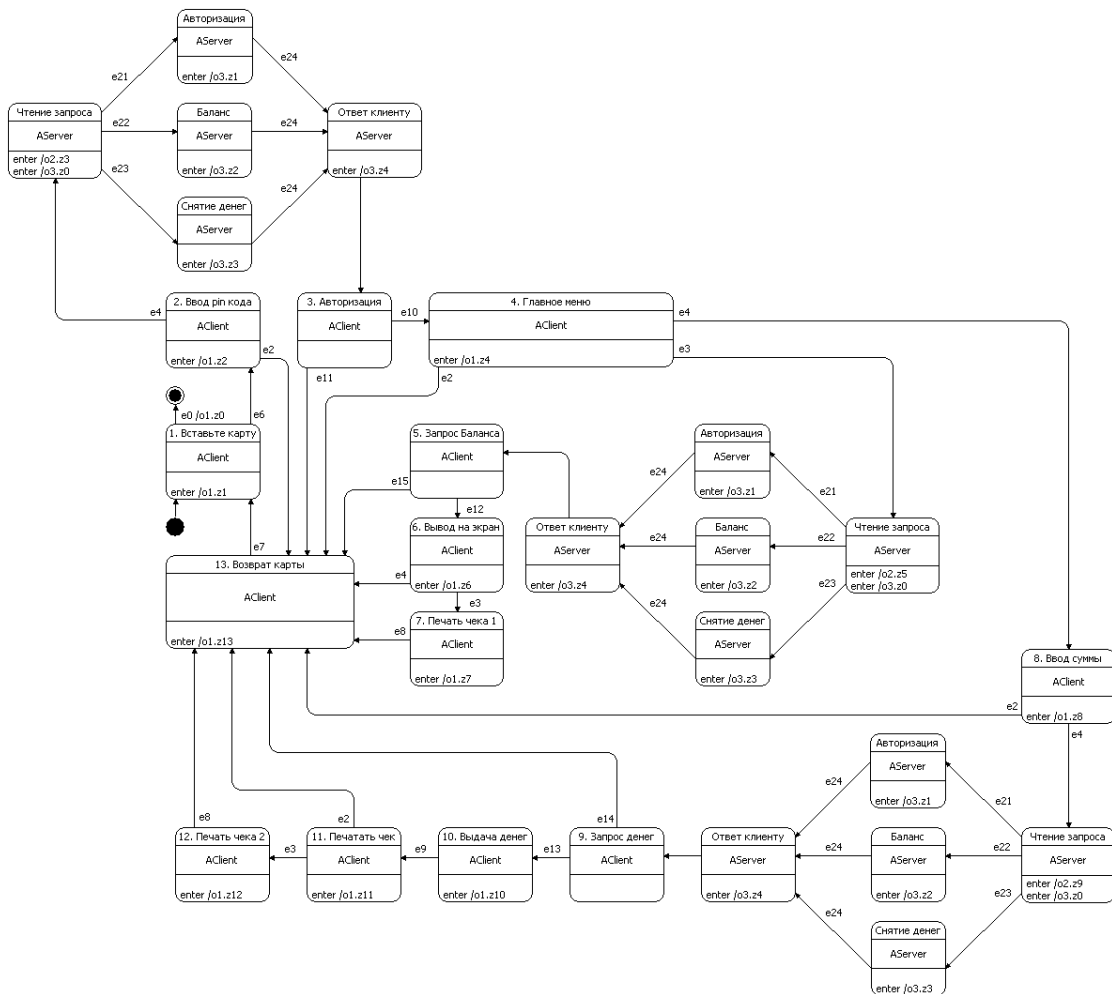 Авторизация
AServer
enter /o3.z1
e21
e24
Чтение запроса
AServer
enter /o2.z3
enter /o3.z0
e22
Баланс
AServer
enter /o3.z2
e24
Ответ клиенту
AServer
enter /o3.z4
e23
e24
Снятие денег
AServer
enter /o3.z3
2. Ввод pin кода
AClient
enter /o1.z2
e4
e2
3. Авторизация
AClient
e10
e11
4. Главное меню
AClient
enter /o1.z4
e4
e3
e2
e0 /o1.z0
e6
1. Вставьте карту
AClient
enter /o1.z1
e7
5. Запрос Баланса
AClient
e15
e12
6. Вывод на экран
AClient
enter /o1.z6
e4
e3
7. Печать чека 1
AClient
enter /o1.z7
e8
13. Возврат карты
AClient
enter /o1.z13
Авторизация
AServer
enter /o3.z1
e24
e21
Ответ клиенту
AServer
enter /o3.z4
e24
Баланс
AServer
enter /o3.z2
e22
Чтение запроса
AServer
enter /o2.z5
enter /o3.z0
e24
e23
Снятие денег
AServer
enter /o3.z3
8. Ввод суммы
AClient
enter /o1.z8
e2
e4
Авторизация
AServer
enter /o3.z1
e24
e21
e8
e2
e14
12. Печать чека 2
AClient
enter /o1.z12
e3
11. Печатать чек
AClient
enter /o1.z11
e9
10. Выдача денег
AClient
enter /o1.z10
e13
9. Запрос денег
AClient
Ответ клиенту
AServer
enter /o3.z4
e24
Баланс
AServer
enter /o3.z2
e22
Чтение запроса
AServer
enter /o2.z9
enter /o3.z0
e24
e23
Снятие денег
AServer
enter /o3.z3